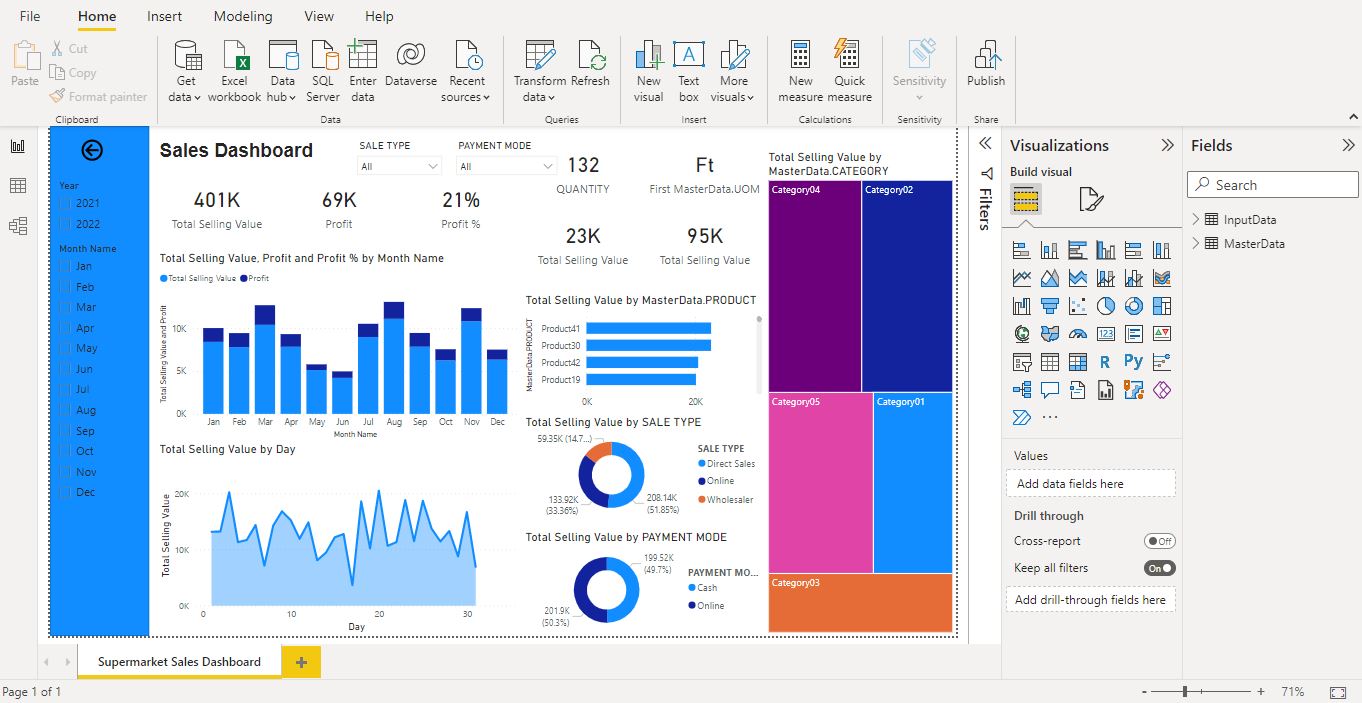 File Home Insert Modeling View Help
Paste
Cut
Copy
Format painter
Clipboard
Get data
Excel workbook
Data hub
SQL Server
Enter data
Dataverse
Recent sources
Data
Transform data
Refresh
Queries
New visual
Text box
More visuals
Insert
New measure
Quick measure
Calculations
Sensitivity
Sensitivity
Publish
Share
Year
2021
2022
Month Name
Jan
Feb
Mar
Apr
May
Jun
Jul
Aug
Sep
Oct
Nov
Dec
Sales Dashboard
SALE TYPE
All
PAYMENT MODE
All
401K
Total Selling Value
69K
Profit
21%
Profit %
132
QUANTITY
Ft
First MasterData.UOM
23K
Total Selling Value
95K
Total Selling Value
Total Selling Value, Profit and Profit % by Month Name
Total Selling Value Profit
Total Selling Value and Profit
10K
5K
0K
Jan Feb Mar Apr May Jun Jul Aug Sep Oct Nov Dec
Month Name
Total Selling Value by Day
Total Selling Value
20K
10K
0K
0 10 20 30
Day
Total Selling Value by MasterData.PRODUCT
MasterData.PRODUCT
Product41
Product30
Product42
Product19
0K 20K
Total Selling Value by SALE TYPE
59.35K (14.7...)
133.92K
(33.36%)
208.14K
(51.85%)
SALE TYPE
Direct Sales
Online
Wholesaler
Total Selling Value by PAYMENT MODE
199.52K
(49.7%)
201.9K
(50.3%)
PAYMENT MO...
Cash
Online
Total Selling Value by
MasterData.CATEGORY
Category04
Category02
Category05
Category01
Category03
Filters
Visualizations
Build visual
123
R
Py
...
Values
Add data fields here
Drill through
Cross-report Off
Keep all filters On
Add drill-through fields here
Fields
Search
InputData
MasterData
Supermarket Sales Dashboard
+
Page 1 of 1
- + 71%